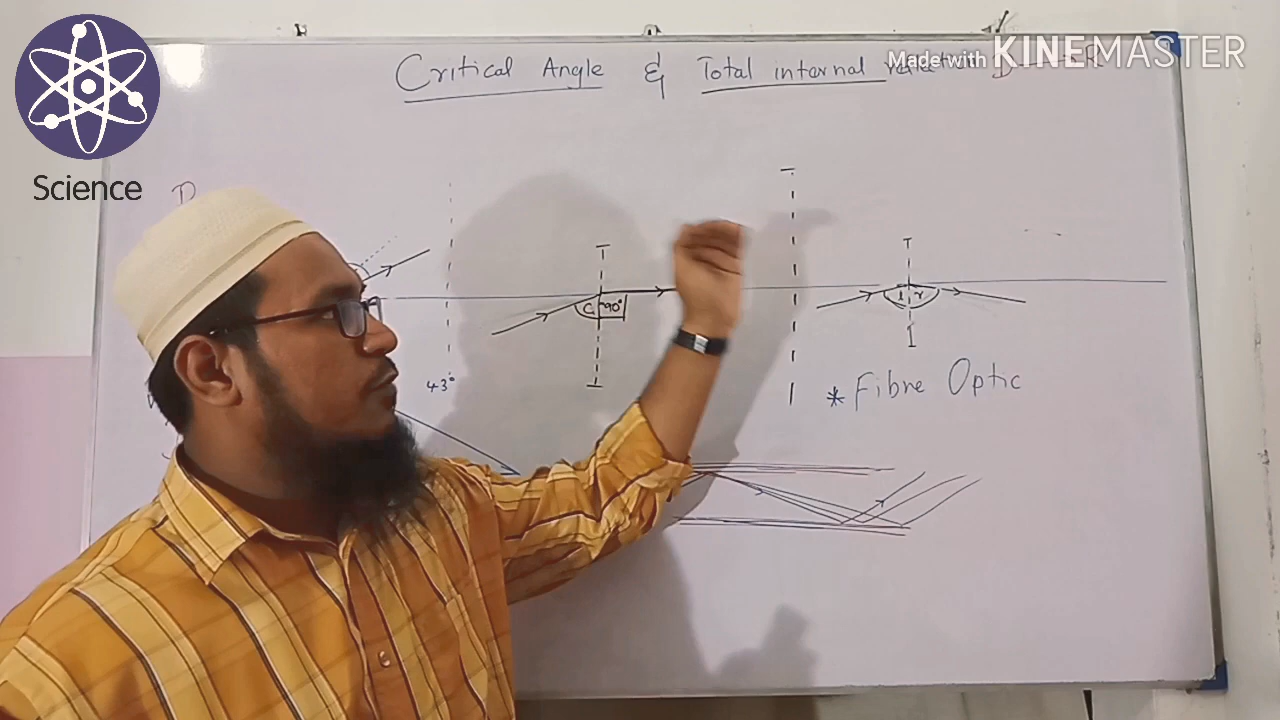 Critical Angle & Total internal
Made with KINEMASTER
Science
D
C 90°
i r
43°
* Fibre Optic